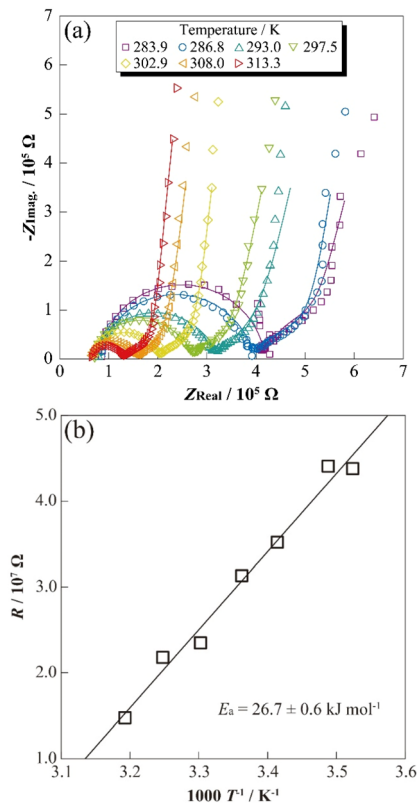 (a)
Temperature / K
283.9 286.8 293.0 297.5
302.9 308.0 313.3
-Z_Imag. / 10⁵ Ω
-7
6
5
4
3
2
1
0
0 1 2 3 4 5 6 7
Z_Real / 10⁵ Ω
(b)
R / 10⁷ Ω
5.0
4.0
3.0
2.0
1.0
E_a = 26.7 ± 0.6 kJ mol⁻¹
3.1 3.2 3.3 3.4 3.5 3.6
1000 T⁻¹ / K⁻¹